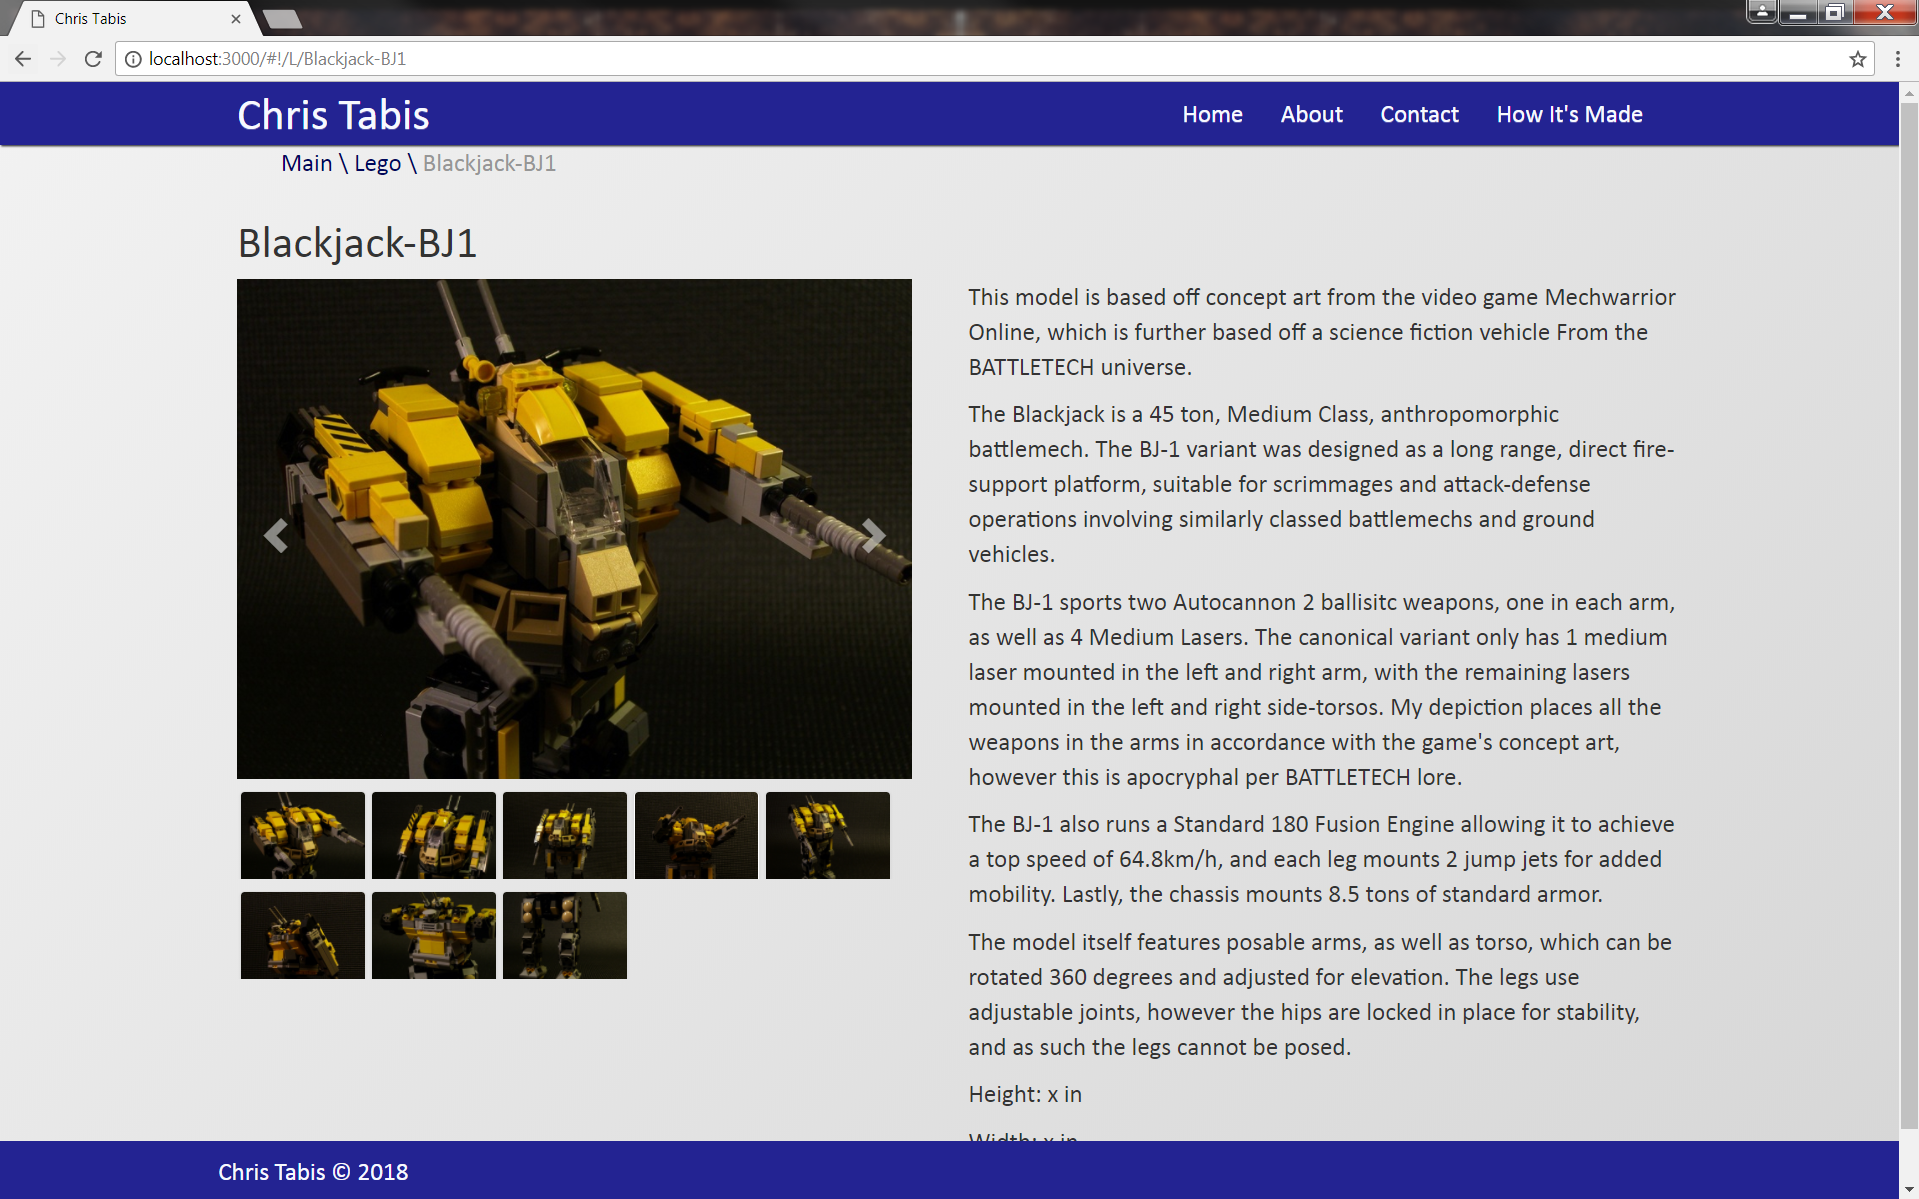 Chris Tabis
localhost:3000/#!/L/Blackjack-BJ1
Chris Tabis
Home About Contact How It's Made
Main \ Lego \ Blackjack-BJ1
Blackjack-BJ1
This model is based off concept art from the video game Mechwarrior
Online, which is further based off a science fiction vehicle From the
BATTLETECH universe.
The Blackjack is a 45 ton, Medium Class, anthropomorphic
battlemech. The BJ-1 variant was designed as a long range, direct fire-
support platform, suitable for scrimmages and attack-defense
operations involving similarly classed battlemechs and ground
vehicles.
The BJ-1 sports two Autocannon 2 ballisitc weapons, one in each arm,
as well as 4 Medium Lasers. The canonical variant only has 1 medium
laser mounted in the left and right arm, with the remaining lasers
mounted in the left and right side-torsos. My depiction places all the
weapons in the arms in accordance with the game's concept art,
however this is apocryphal per BATTLETECH lore.
The BJ-1 also runs a Standard 180 Fusion Engine allowing it to achieve
a top speed of 64.8km/h, and each leg mounts 2 jump jets for added
mobility. Lastly, the chassis mounts 8.5 tons of standard armor.
The model itself features posable arms, as well as torso, which can be
rotated 360 degrees and adjusted for elevation. The legs use
adjustable joints, however the hips are locked in place for stability,
and as such the legs cannot be posed.
Height: x in
Width: x in
Chris Tabis © 2018